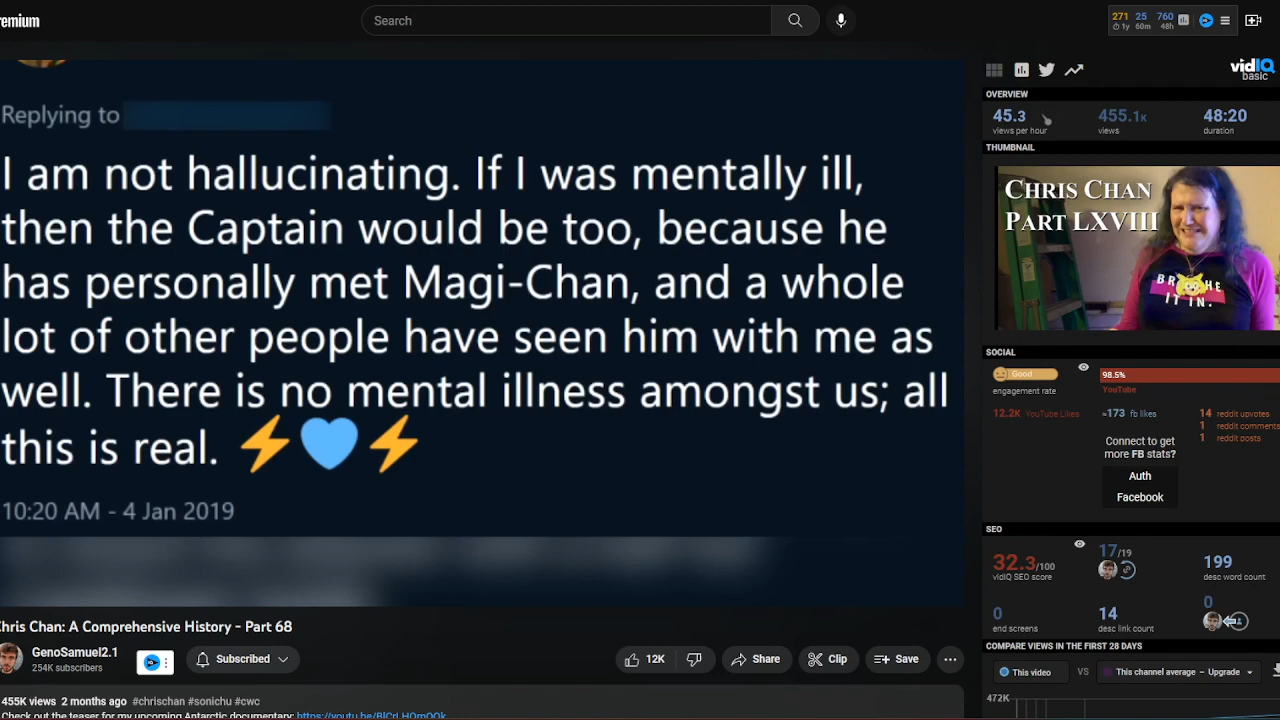 remium
Search
271 25 760
1y 60m 48h
Replying to
I am not hallucinating. If I was mentally ill,
then the Captain would be too, because he
has personally met Magi-Chan, and a whole
lot of other people have seen him with me as
well. There is no mental illness amongst us; all
this is real. ⚡💙⚡
10:20 AM - 4 Jan 2019
Chris Chan: A Comprehensive History - Part 68
GenoSamuel2.1
254K subscribers
Subscribed
12K
Share
Clip
Save
455K views 2 months ago #chrischan #sonichu #cwc
Check out the teaser for my upcoming Antarctic documentary:
vidIQ
basic
OVERVIEW
45.3 455.1K 48:20
views per hour views duration
THUMBNAIL
CHRIS CHAN
PART LXVIII
BR THE
IT IN.
SOCIAL
Good
engagement rate
98.5%
YouTube
12.2K YouTube Likes
≈173 fb likes
14 reddit upvotes
1 reddit comments
1 reddit posts
Connect to get
more FB stats?
Auth
Facebook
SEO
32.3/100
vidIQ SEO score
17/19
199
desc word count
0
end screens
14
desc link count
0
COMPARE VIEWS IN THE FIRST 28 DAYS
This video VS This channel average – Upgrade
472K